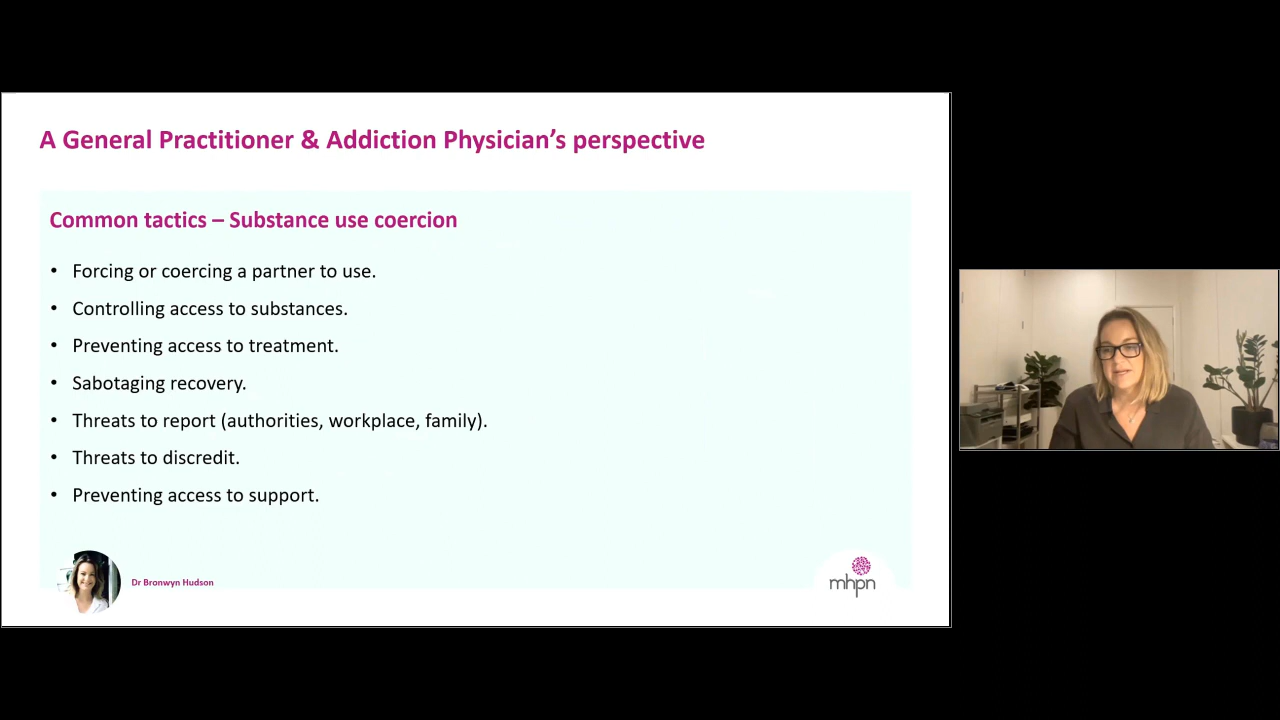 A General Practitioner & Addiction Physician’s perspective
Common tactics – Substance use coercion
• Forcing or coercing a partner to use.
• Controlling access to substances.
• Preventing access to treatment.
• Sabotaging recovery.
• Threats to report (authorities, workplace, family).
• Threats to discredit.
• Preventing access to support.
Dr Bronwyn Hudson
mhpn